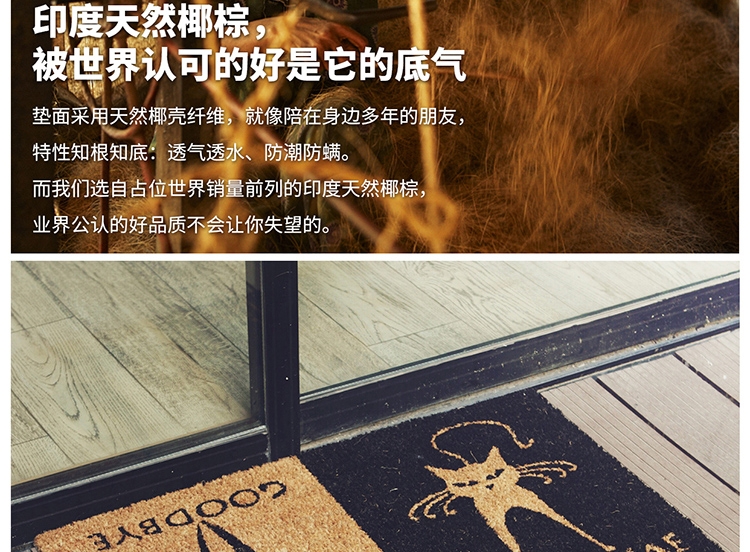 印度天然椰棕，
被世界认可的好是它的底气
垫面采用天然椰壳纤维，就像陪在身边多年的朋友，
特性知根知底：透气透水、防潮防螨。
而我们选自占位世界销量前列的印度天然椰棕，
业界公认的好品质不会让你失望的。
GOODBYE